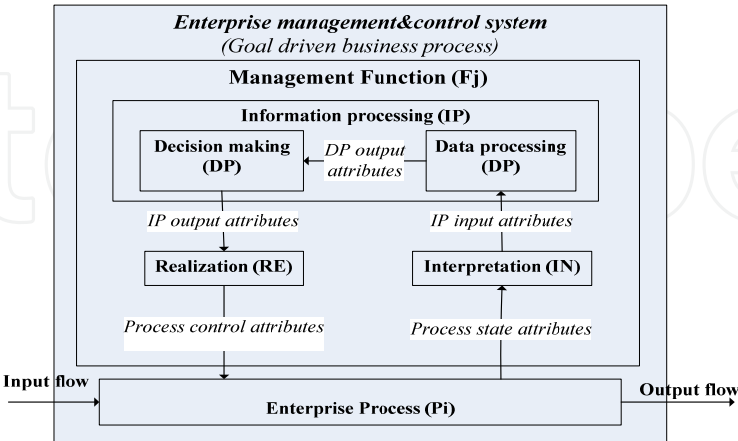 Enterprise management&control system
(Goal driven business process)
Management Function (Fj)
Information processing (IP)
Decision making
(DP)
DP output
attributes
Data processing
(DP)
IP output attributes
IP input attributes
Realization (RE)
Interpretation (IN)
Process control attributes
Process state attributes
Input flow
Enterprise Process (Pi)
Output flow